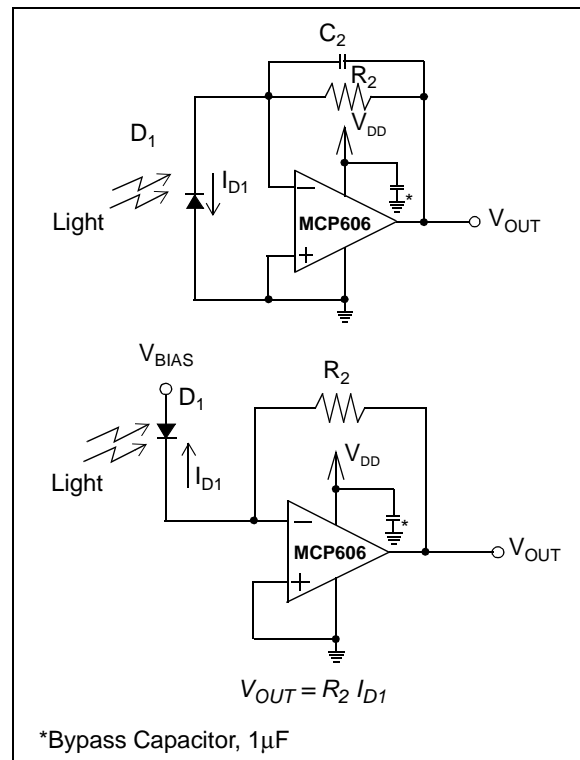 C2
R2
VDD
D1
ID1
*
Light
−
MCP606
+
VOUT
VBIAS
D1
R2
VDD
Light
ID1
*
−
MCP606
+
VOUT
VOUT = R2 ID1
*Bypass Capacitor, 1µF